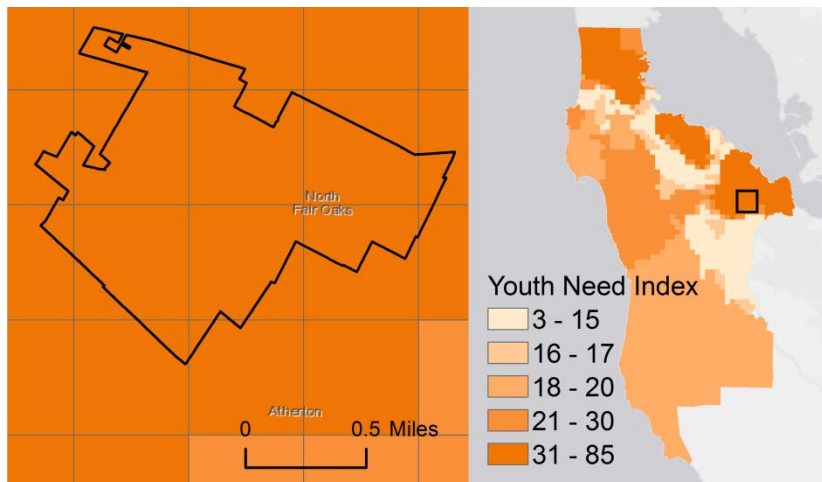 North
Fair Oaks
Atherton
0 0.5 Miles
Youth Need Index
3 - 15
16 - 17
18 - 20
21 - 30
31 - 85